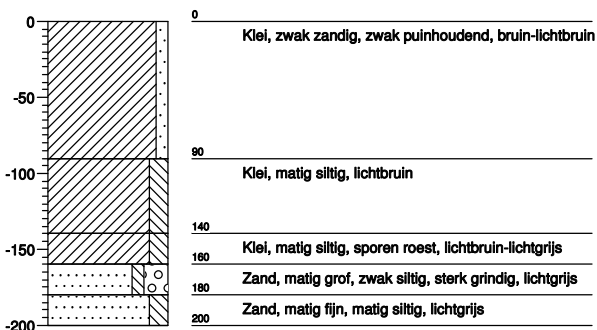 0
0
Klei, zwak zandig, zwak puinhoudend, bruin-lichtbruin
-50
90
-100
Klei, matig siltig, lichtbruin
140
-150
Klei, matig siltig, sporen roest, lichtbruin-lichtgrijs
160
Zand, matig grof, zwak siltig, sterk grindig, lichtgrijs
180
Zand, matig fijn, matig siltig, lichtgrijs
-200
200